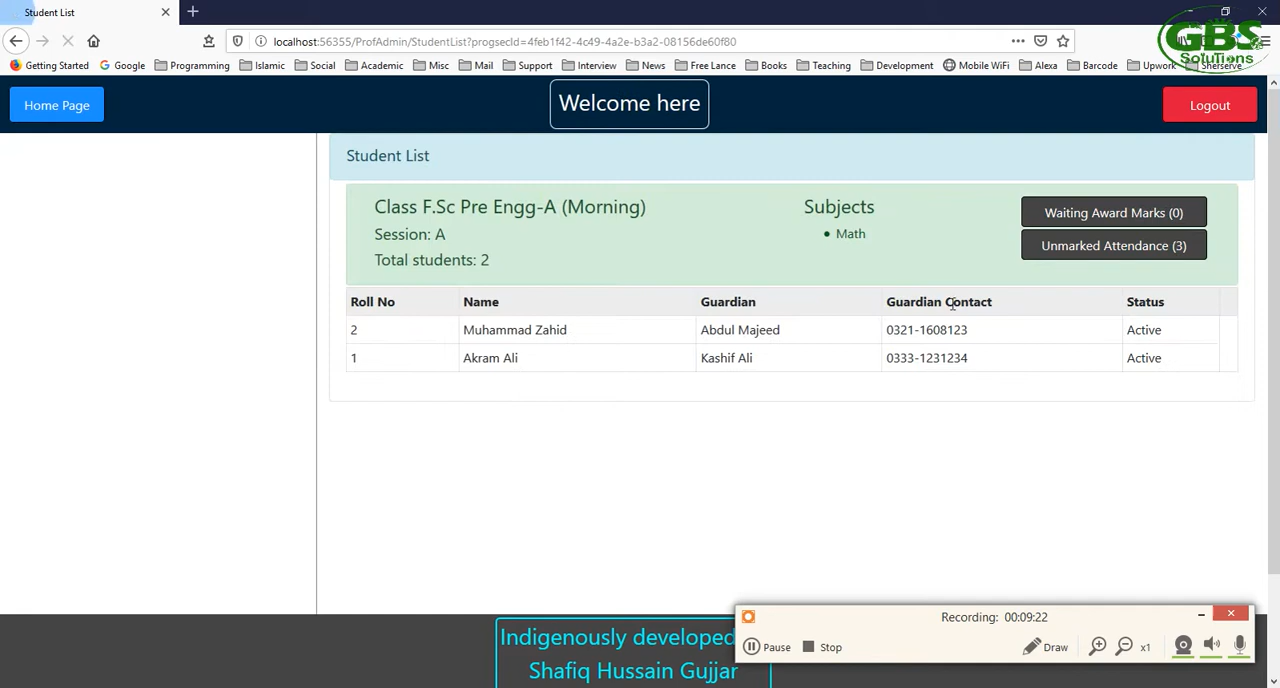 Student List
localhost:56355/ProfAdmin/StudentList?progsecId=4feb1f42-4c49-4a2e-b3a2-08156de60f80
GBS
Solutions
Getting Started Google Programming Islamic Social Academic Misc Mail Support Interview News Free Lance Books Teaching Development Mobile WiFi Alexa Barcode Upwork Sherserve
Home Page
Welcome here
Logout
Student List
Class F.Sc Pre Engg-A (Morning)
Session: A
Total students: 2
Subjects
• Math
Waiting Award Marks (0)
Unmarked Attendance (3)
Roll No Name Guardian Guardian Contact Status
2 Muhammad Zahid Abdul Majeed 0321-1608123 Active
1 Akram Ali Kashif Ali 0333-1231234 Active
Indigenously developed
Shafiq Hussain Gujjar
Recording: 00:09:22
Pause Stop Draw x1